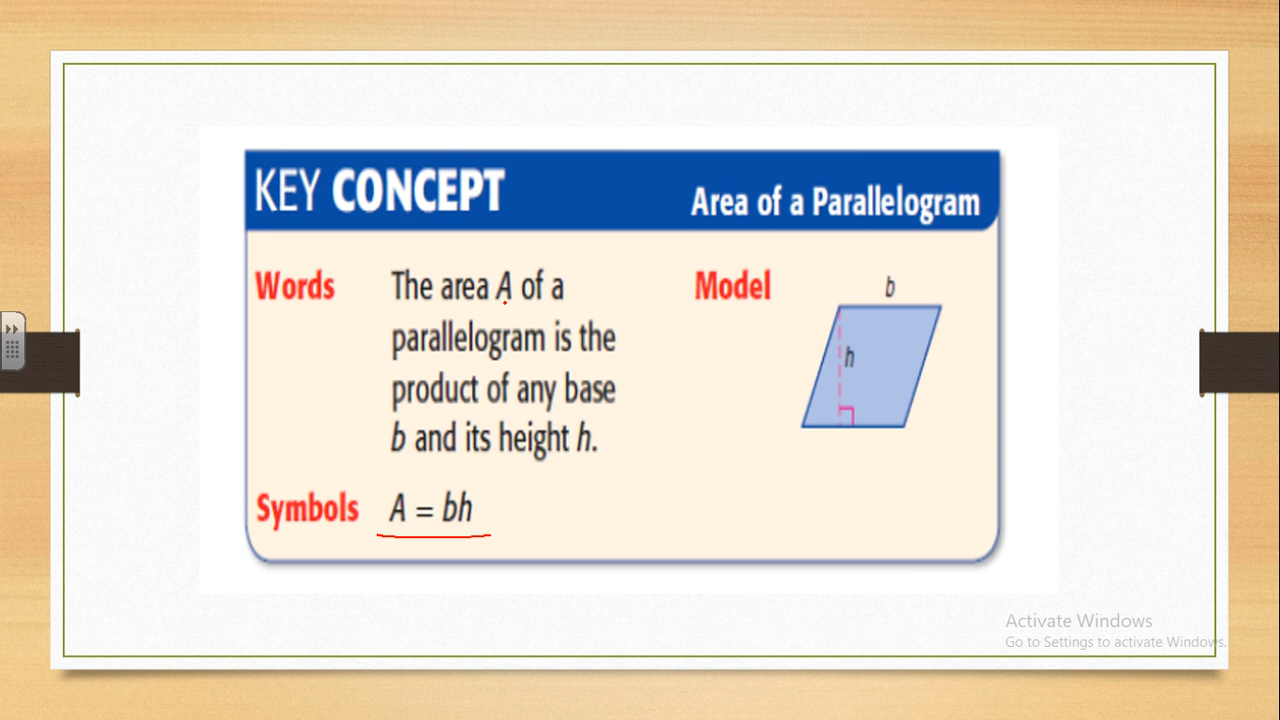 KEY CONCEPT
Area of a Parallelogram
Words
The area A of a
parallelogram is the
product of any base
b and its height h.
Model
b
h
Symbols
A = bh
Activate Windows
Go to Settings to activate Windows.